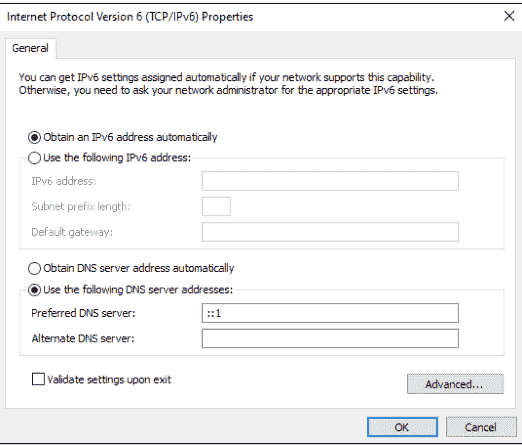 Internet Protocol Version 6 (TCP/IPv6) Properties
General
You can get IPv6 settings assigned automatically if your network supports this capability.
Otherwise, you need to ask your network administrator for the appropriate IPv6 settings.
Obtain an IPv6 address automatically
Use the following IPv6 address:
IPv6 address:
Subnet prefix length:
Default gateway:
Obtain DNS server address automatically
Use the following DNS server addresses:
Preferred DNS server: ::1
Alternate DNS server:
Validate settings upon exit
Advanced...
OK Cancel